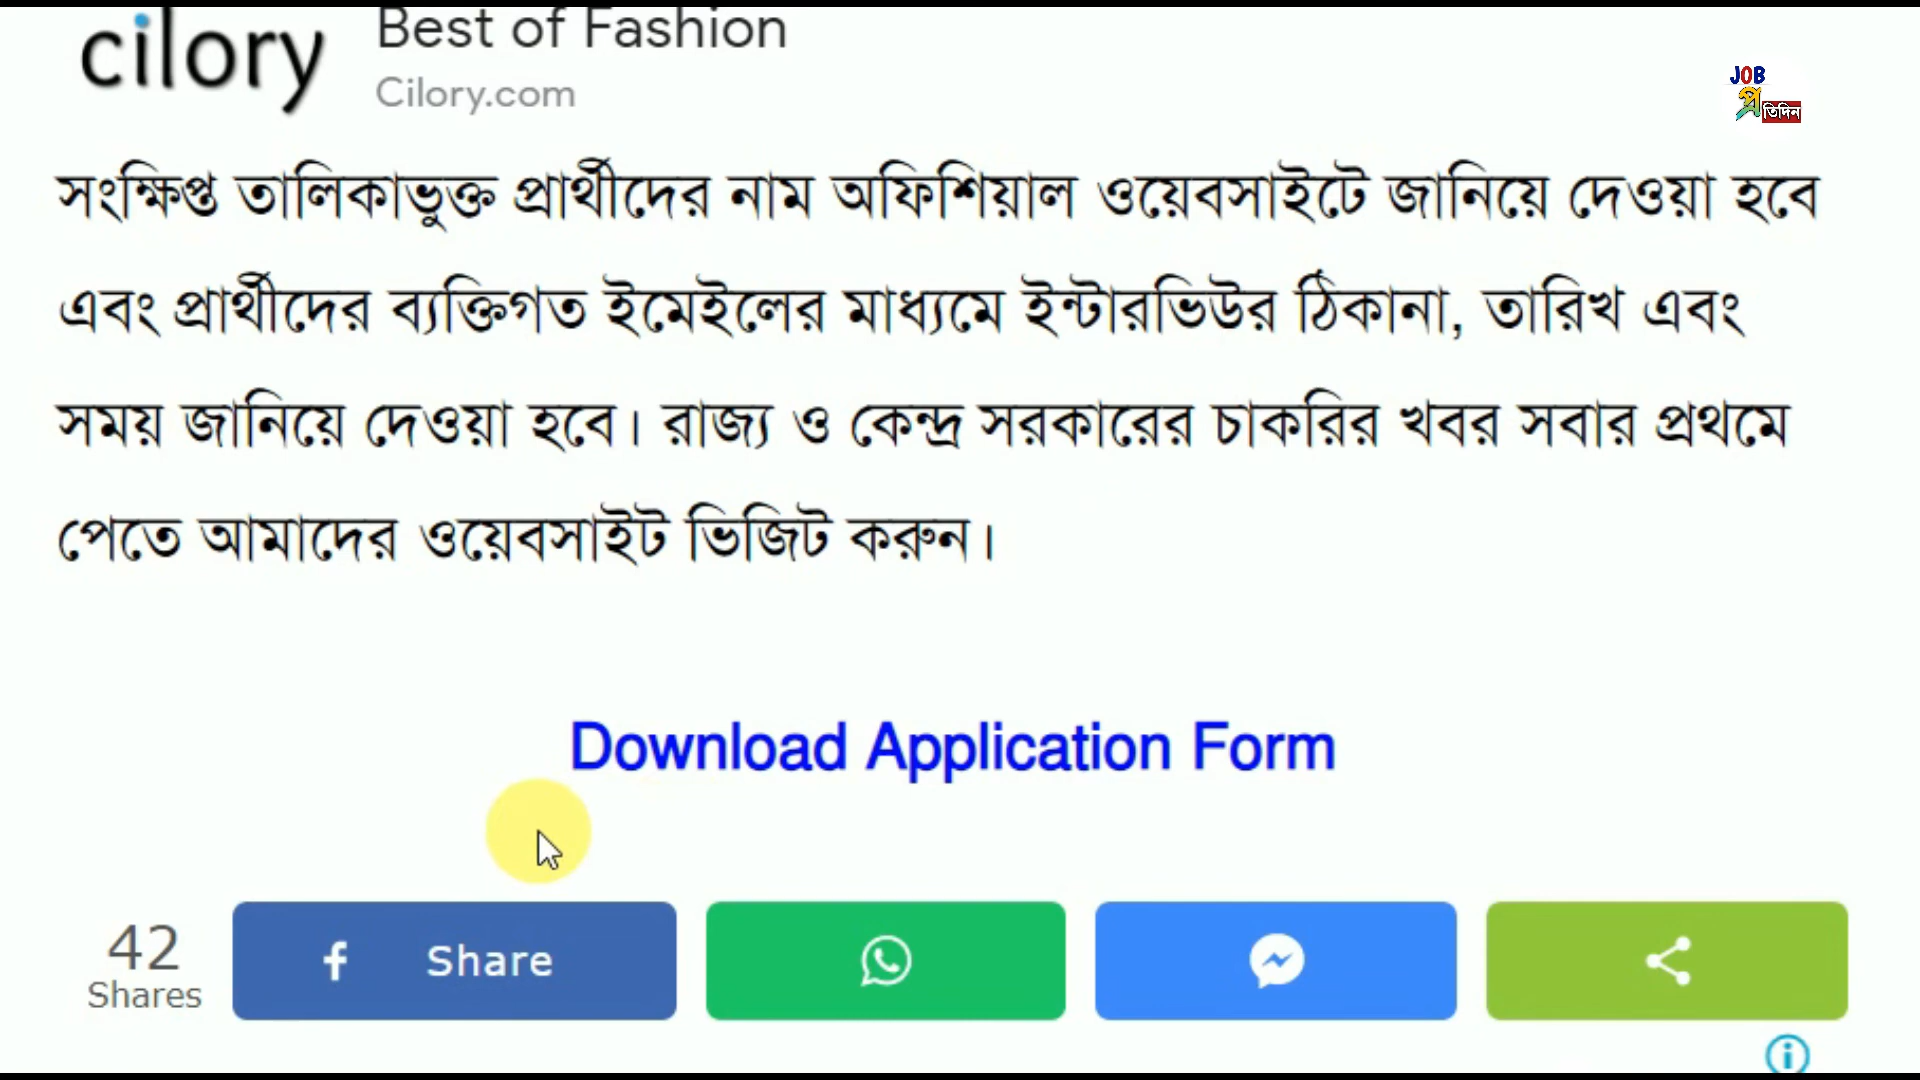 cilory
Best of Fashion
Cilory.com
JOB
প্রতিদিন
সংক্ষিপ্ত তালিকাভুক্ত প্রার্থীদের নাম অফিশিয়াল ওয়েবসাইটে জানিয়ে দেওয়া হবে
এবং প্রার্থীদের ব্যক্তিগত ইমেইলের মাধ্যমে ইন্টারভিউর ঠিকানা, তারিখ এবং
সময় জানিয়ে দেওয়া হবে। রাজ্য ও কেন্দ্র সরকারের চাকরির খবর সবার প্রথমে
পেতে আমাদের ওয়েবসাইট ভিজিট করুন।
Download Application Form
42
Shares
Share